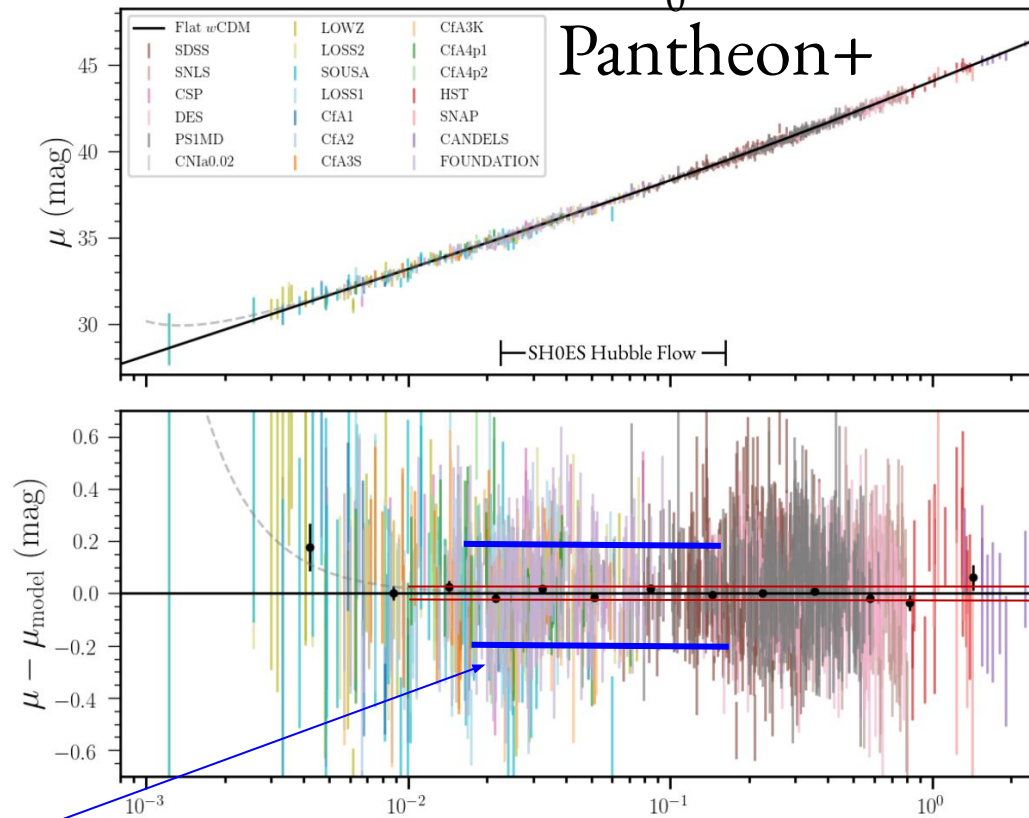 0
Pantheon+
Flat wCDM
SDSS
SNLS
CSP
DES
PS1MD
CNIa0.02
LOWZ
LOSS2
SOUSA
LOSS1
CfA1
CfA2
CfA3S
CfA3K
CfA4p1
CfA4p2
HST
SNAP
CANDELS
FOUNDATION
μ (mag)
45
40
35
30
SH0ES Hubble Flow
μ − μmodel (mag)
0.6
0.4
0.2
0.0
−0.2
−0.4
−0.6
10⁻³ 10⁻² 10⁻¹ 10⁰